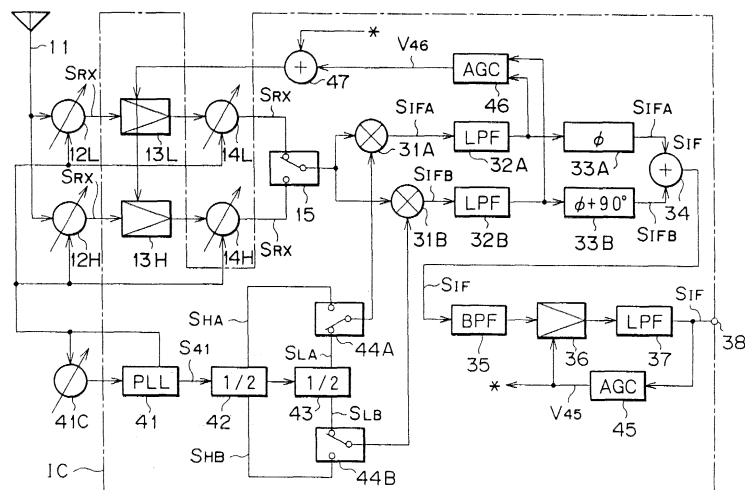 *
11
SRX
V46
AGC
46
47
SRX
SIFA
SIFA
12L
13L
14L
31A
LPF
32A
φ
33A
SIF
SRX
15
SIFB
34
12H
13H
14H
SRX
31B
LPF
32B
φ+90°
33B
SIFB
SHA
SIF
BPF
35
36
LPF
37
SIF
38
44A
S41
SLA
41C
PLL
41
1/2
42
1/2
43
SLB
*
V45
AGC
45
IC
SHB
44B